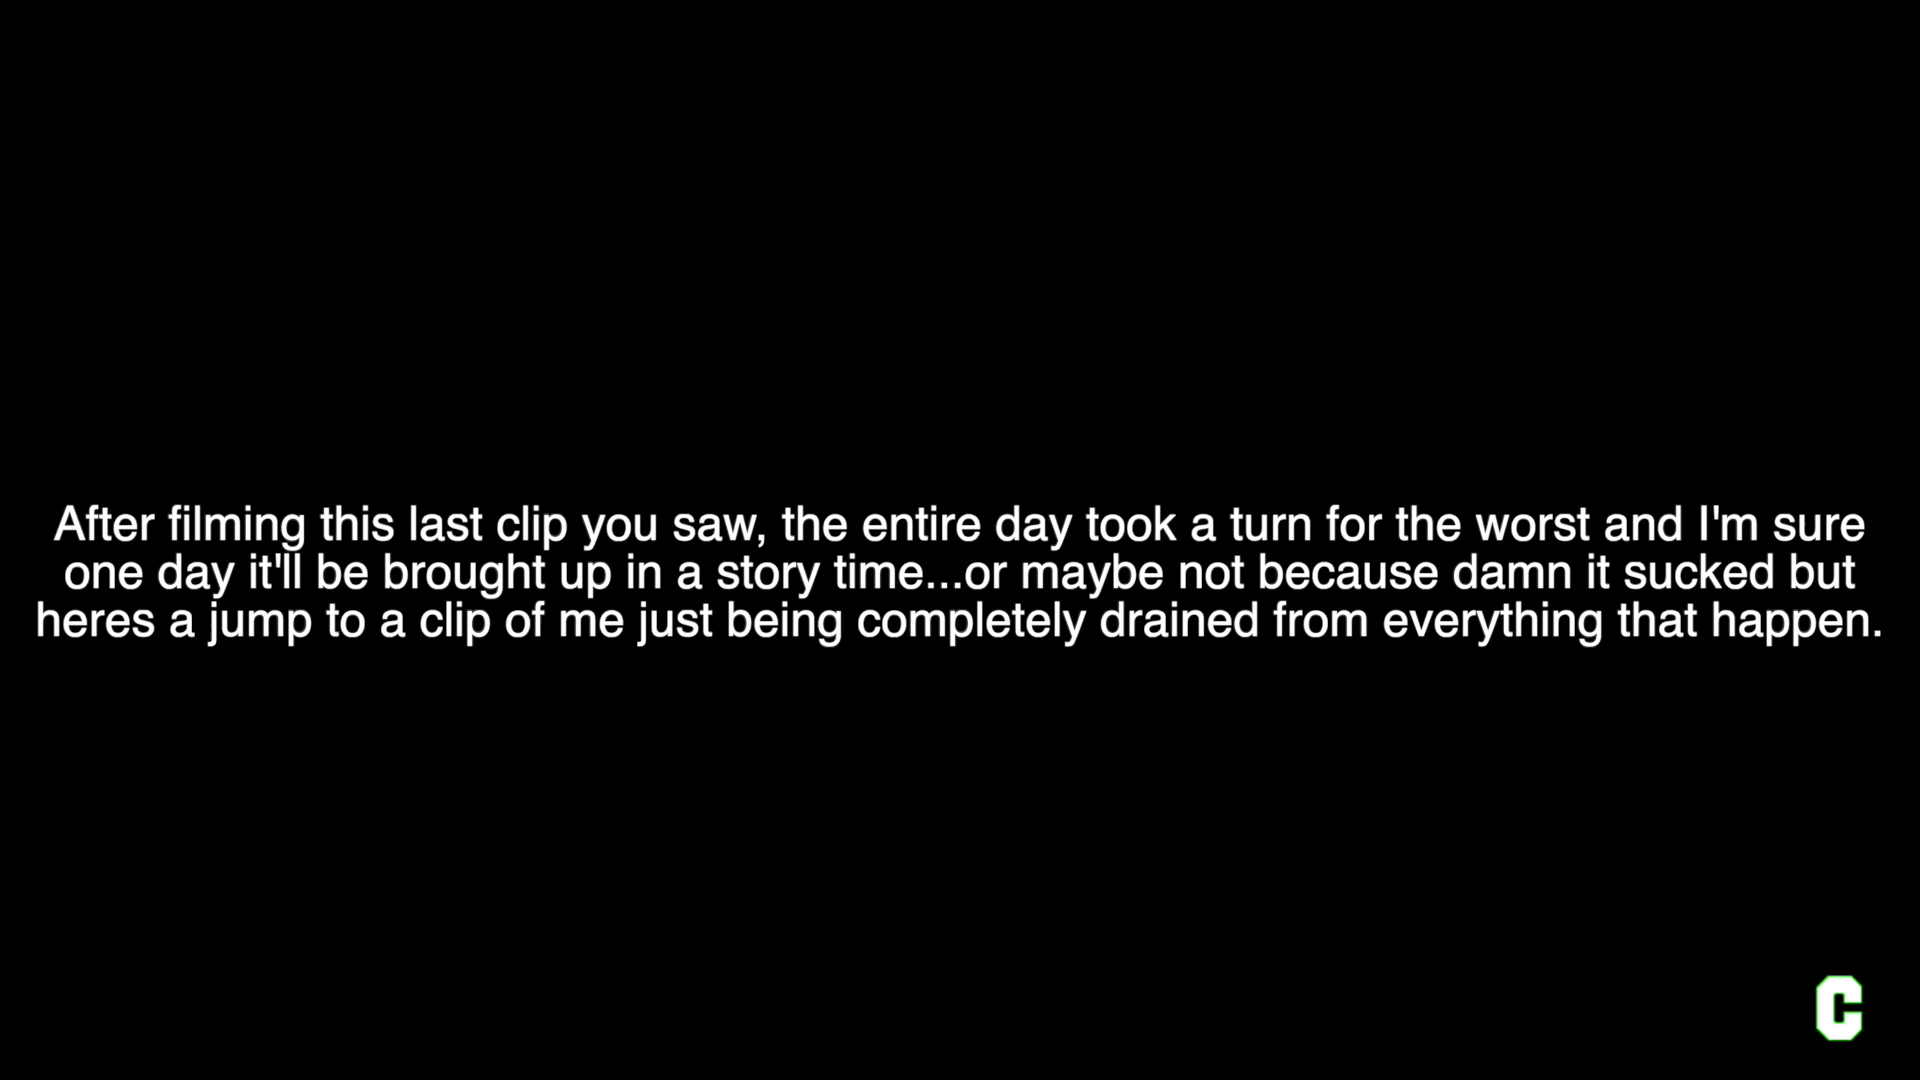 After filming this last clip you saw, the entire day took a turn for the worst and I'm sure
one day it'll be brought up in a story time...or maybe not because damn it sucked but
heres a jump to a clip of me just being completely drained from everything that happen.
C